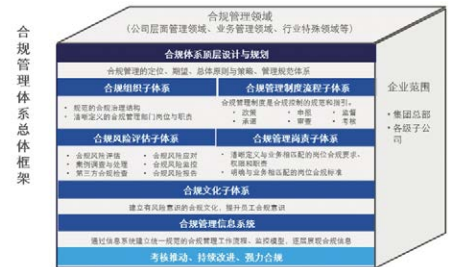 合规管理体系总体框架
合规管理领域
(公司层面管理领域、业务管理领域、行业特殊领域等)
合规体系顶层设计与规划
合规管理的定位、期望、总体原则与策略、管理规范体系
合规组织子体系
• 规范的合规治理结构
• 清晰定义的合规管理部门岗位与职责
合规管理制度流程子体系
合规管理制度是合规控制的规范和指引。
• 政策 • 申报 • 监督
• 承诺 • 审查 • 考核
合规风险评估子体系
• 合规风险评估 • 合规风险应对
• 案例调查与处理 • 合规风险监控
• 第三方合规检查 • 合规风险报告
合规管理岗责子体系
• 清晰定义与业务相匹配的岗位合规要求、
权限和职责
• 明确与业务相匹配的岗位合规标准
合规文化子体系
建立有风险意识的合规文化，提升员工合规意识
合规管理信息系统
通过信息系统建立统一规范的合规管理工作流程、监控模型，逐层展现合规信息
考核推动、持续改进、强力合规
企业范围
• 集团总部
• 各级子公
司